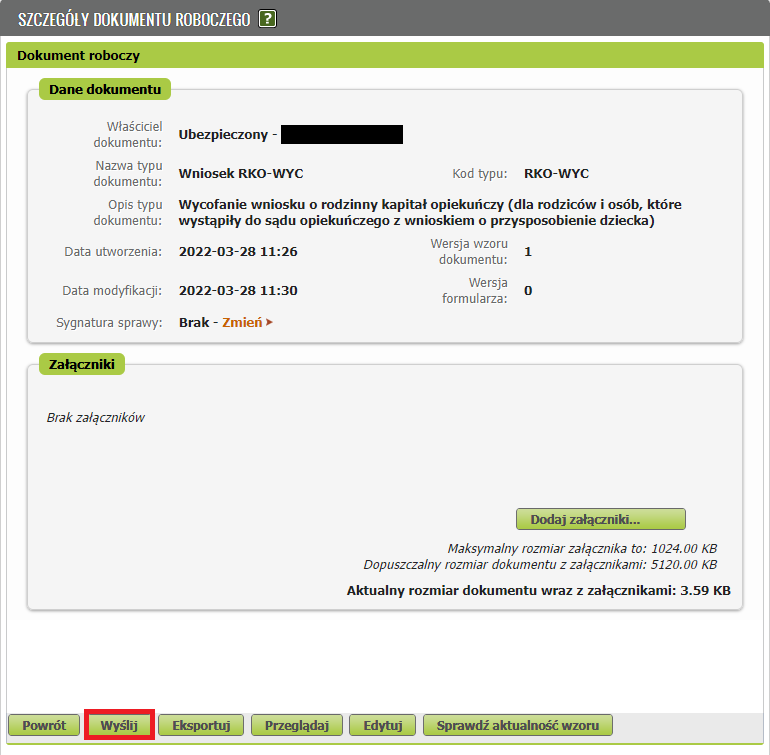 SZCZEGÓŁY DOKUMENTU ROBOCZEGO ?
Dokument roboczy
Dane dokumentu
Właściciel dokumentu: Ubezpieczony -
Nazwa typu dokumentu: Wniosek RKO-WYC Kod typu: RKO-WYC
Opis typu dokumentu: Wycofanie wniosku o rodzinny kapitał opiekuńczy (dla rodziców i osób, które
wystąpiły do sądu opiekuńczego z wnioskiem o przysposobienie dziecka)
Data utworzenia: 2022-03-28 11:26 Wersja wzoru dokumentu: 1
Data modyfikacji: 2022-03-28 11:30 Wersja formularza: 0
Sygnatura sprawy: Brak - Zmień
Załączniki
Brak załączników
Dodaj załączniki...
Maksymalny rozmiar załącznika to: 1024.00 KB
Dopuszczalny rozmiar dokumentu z załącznikami: 5120.00 KB
Aktualny rozmiar dokumentu wraz z załącznikami: 3.59 KB
Powrót Wyślij Eksportuj Przeglądaj Edytuj Sprawdź aktualność wzoru